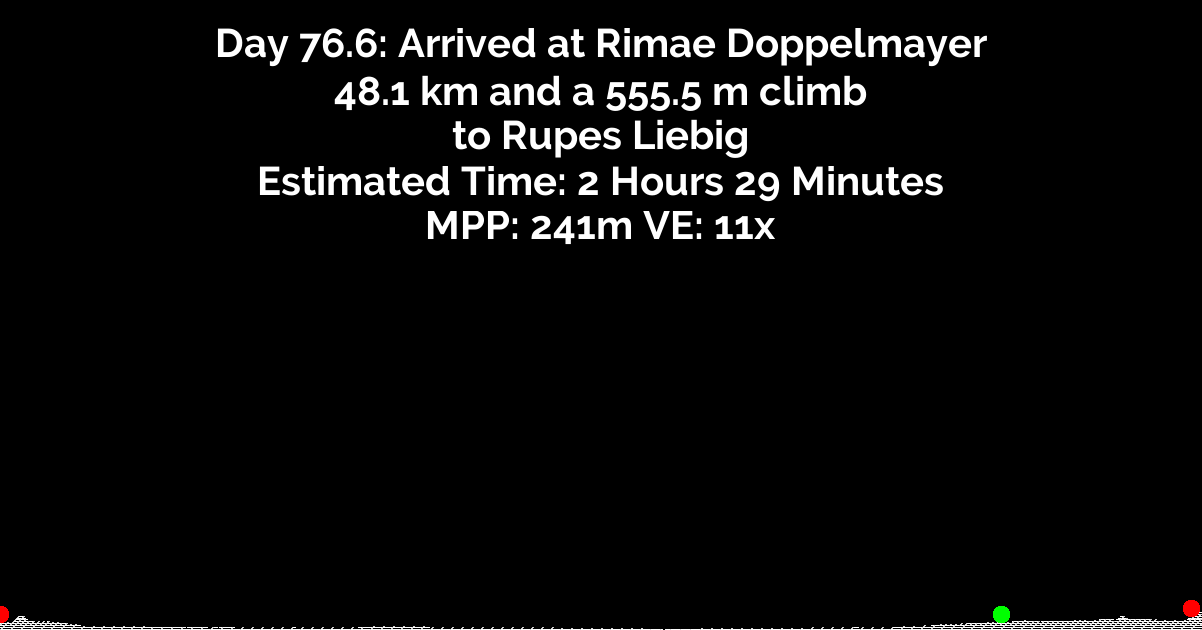 Day 76.6: Arrived at Rimae Doppelmayer
48.1 km and a 555.5 m climb
to Rupes Liebig
Estimated Time: 2 Hours 29 Minutes
MPP: 241m VE: 11x